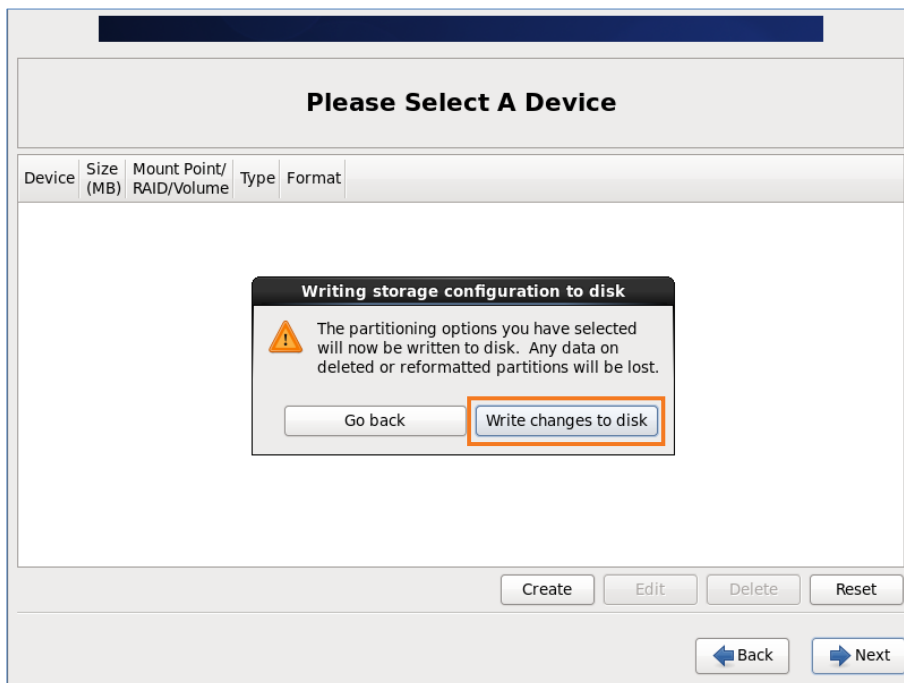 Please Select A Device
Device
Size
(MB)
Mount Point/
RAID/Volume
Type
Format
Writing storage configuration to disk
The partitioning options you have selected
will now be written to disk.  Any data on
deleted or reformatted partitions will be lost.
Go back
Write changes to disk
Create
Edit
Delete
Reset
Back
Next